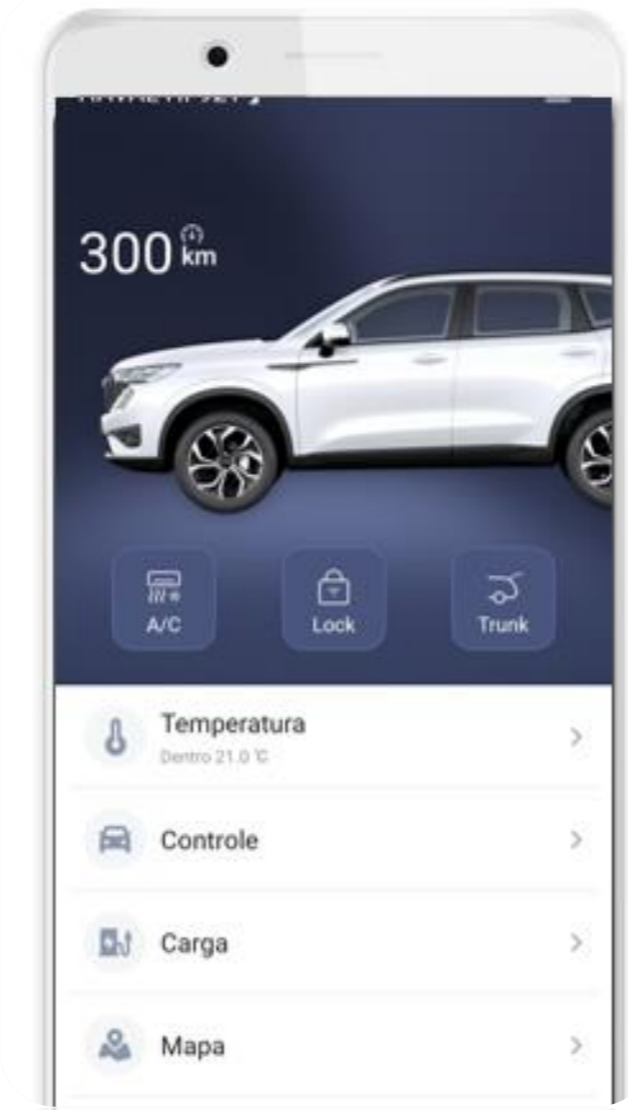 300 km
A/C
Lock
Trunk
Temperatura
Dentro 21.0 ℃
Controle
Carga
Mapa